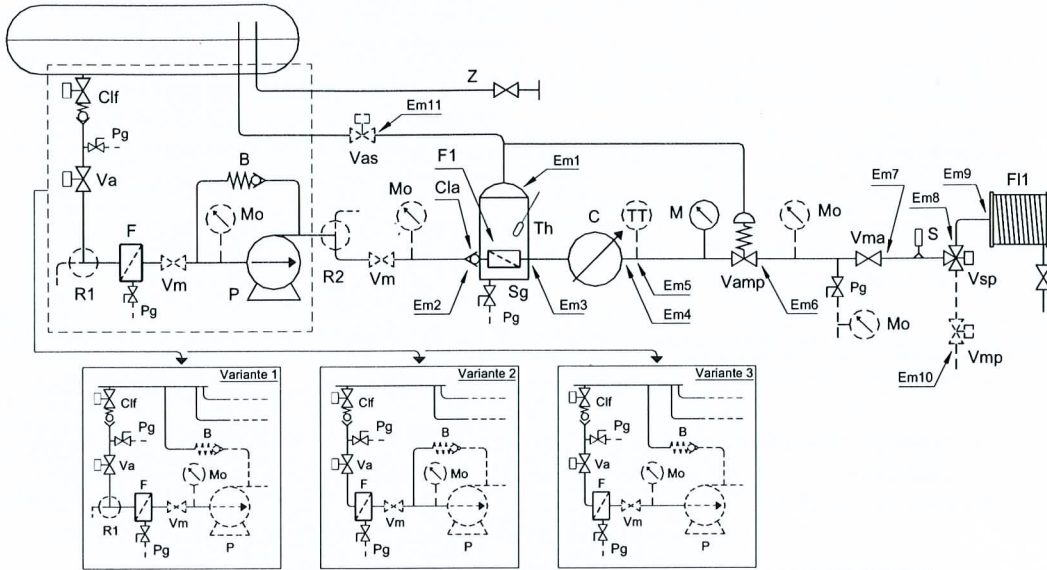 Clf
Pg
Va
B
Mo
F
R1
Pg
Vm
P
R2
Vm
Mo
Z
Em11
Vas
F1
Em1
Cla
Th
C
TT
M
Mo
Em7
Em9
Fl1
Em8
Vma
S
Em2
Pg
Sg
Em3
Em5
Em4
Vamp
Em6
Pg
Vsp
Mo
Em10
Vmp
Variante 1
Clf
Pg
B
Va
Mo
F
R1
Vm
P
Pg
Variante 2
Clf
Pg
B
Va
Mo
F
Vm
P
Pg
Variante 3
Clf
Pg
B
Va
Mo
F
Vm
P
Pg